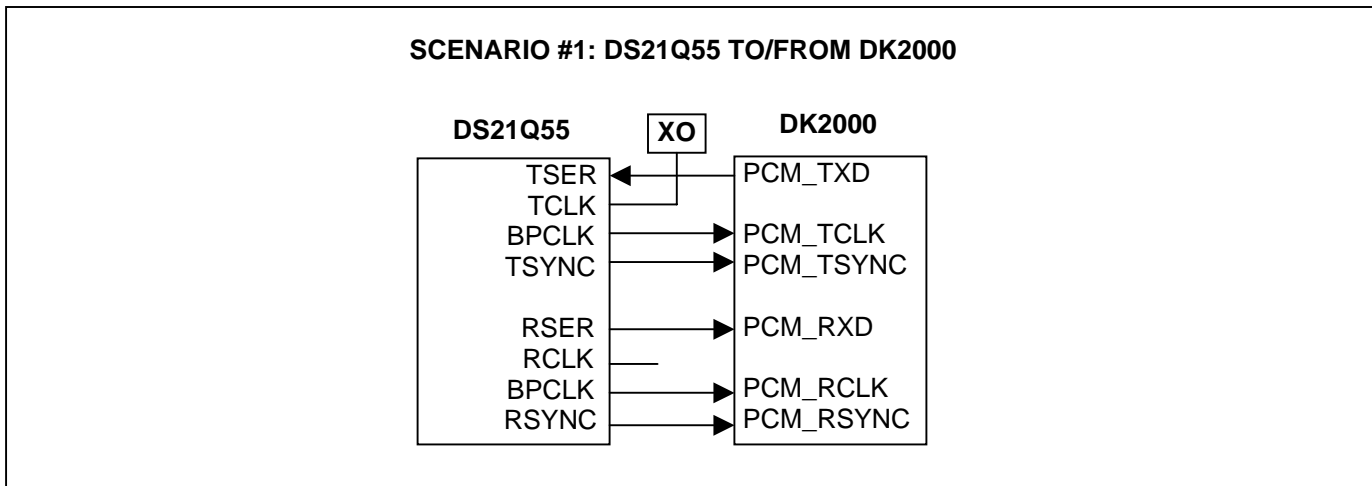 SCENARIO #1: DS21Q55 TO/FROM DK2000
DS21Q55
XO
DK2000
TSER
PCM_TXD
TCLK
BPCLK
PCM_TCLK
TSYNC
PCM_TSYNC
RSER
PCM_RXD
RCLK
BPCLK
PCM_RCLK
RSYNC
PCM_RSYNC